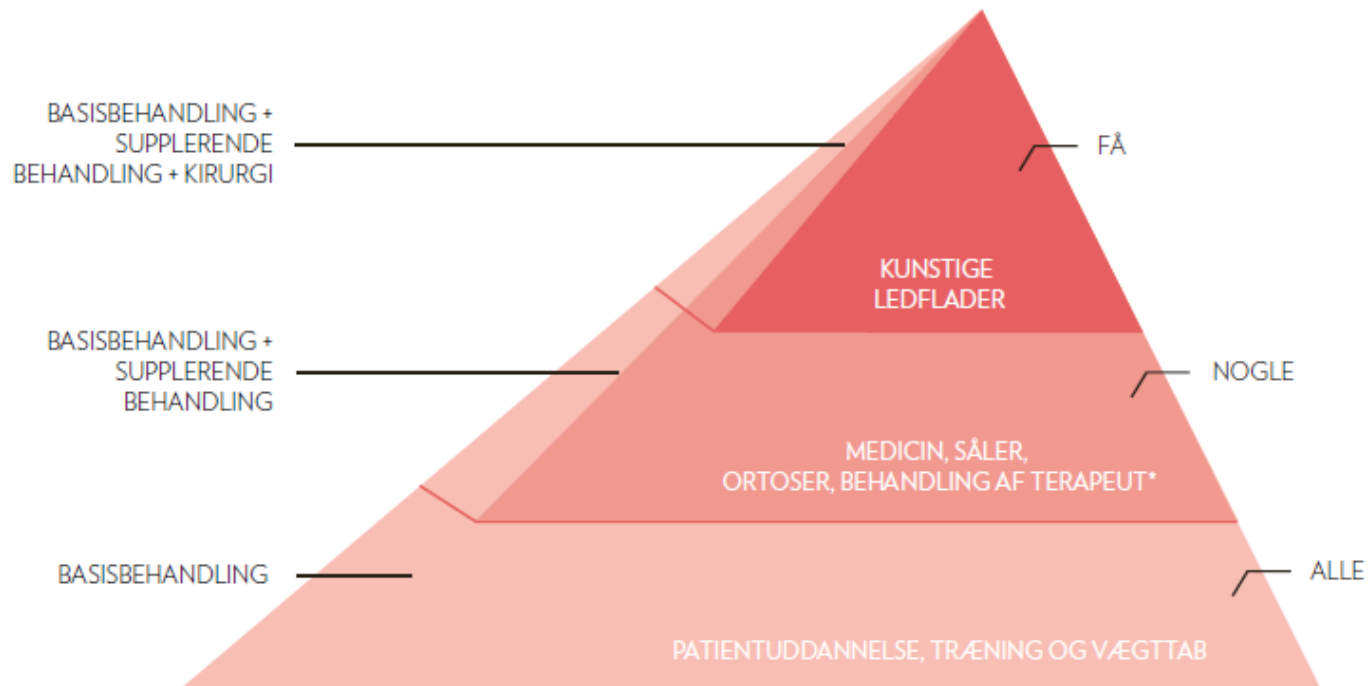 BASISBEHANDLING +
SUPPLERENDE
BEHANDLING + KIRURGI
FÅ
KUNSTIGE
LEDFLADER
BASISBEHANDLING +
SUPPLERENDE
BEHANDLING
NOGLE
MEDICIN, SÅLER,
ORTOSER, BEHANDLING AF TERAPEUT*
BASISBEHANDLING
ALLE
PATIENTUDDANNELSE, TRÆNING OG VÆGTTAB